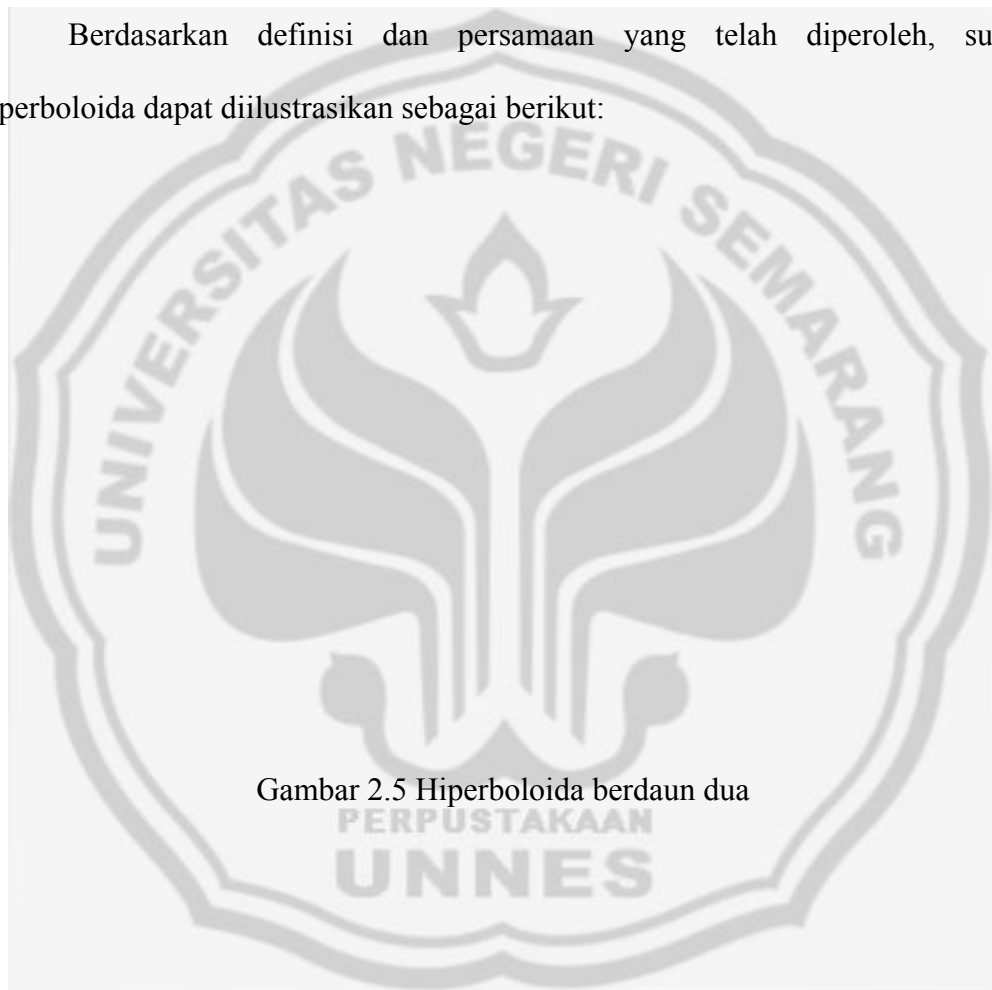 Berdasarkan definisi dan persamaan yang telah diperoleh, su
perboloida dapat diilustrasikan sebagai berikut:
UNIVERSITAS NEGERI SEMARANG
Gambar 2.5 Hiperboloida berdaun dua
PERPUSTAKAAN
UNNES